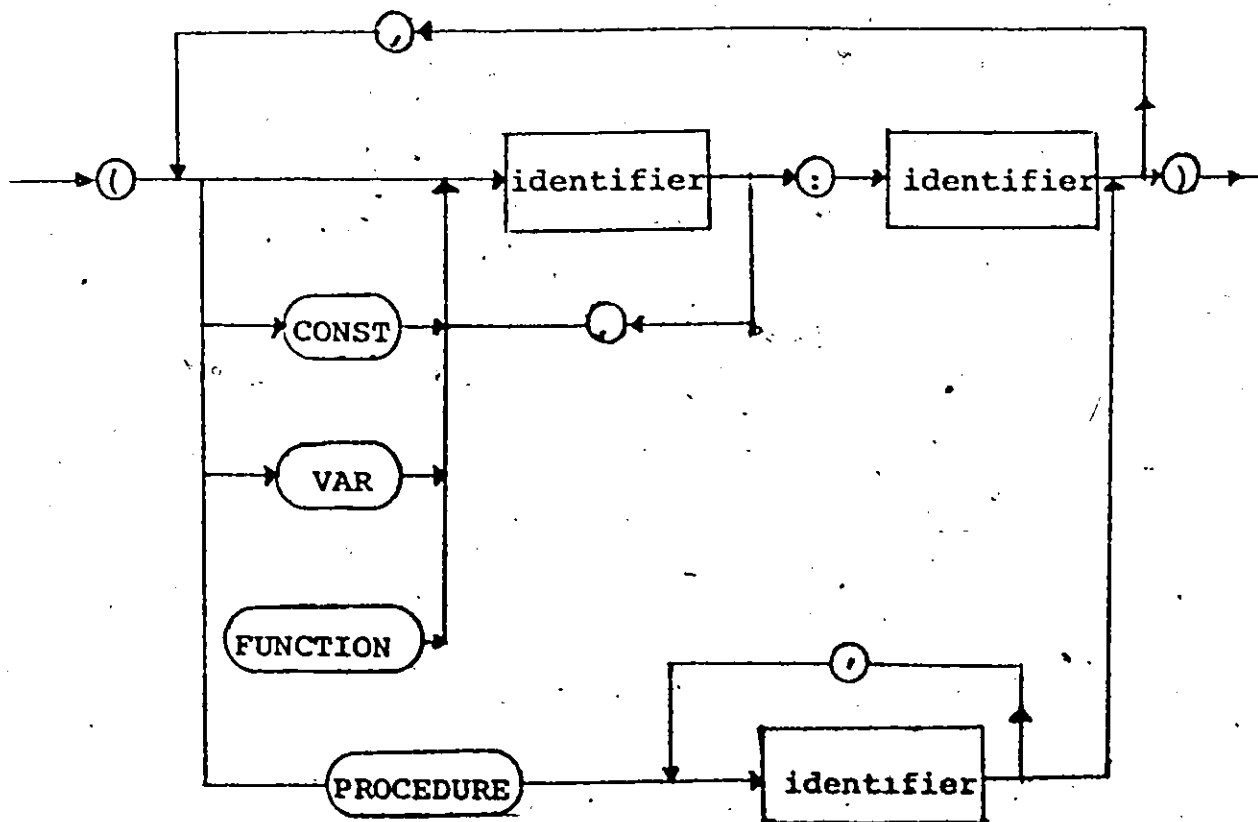 ,
( identifier : identifier )
CONST ,
VAR
FUNCTION
,
PROCEDURE identifier